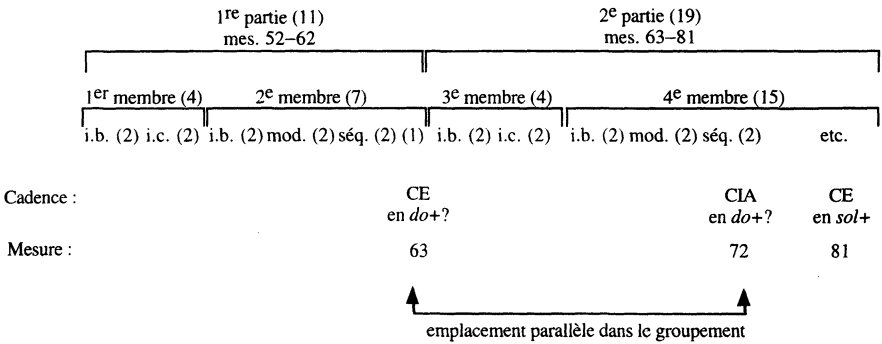 1re partie (11) 2e partie (19)
mes. 52–62 mes. 63–81
1er membre (4) 2e membre (7) 3e membre (4) 4e membre (15)
i.b. (2) i.c. (2) i.b. (2) mod. (2) séq. (2) (1) i.b. (2) i.c. (2) i.b. (2) mod. (2) séq. (2) etc.
Cadence : CE CIA CE
en do+? en do+? en sol+
Mesure : 63 72 81
emplacement parallèle dans le groupement